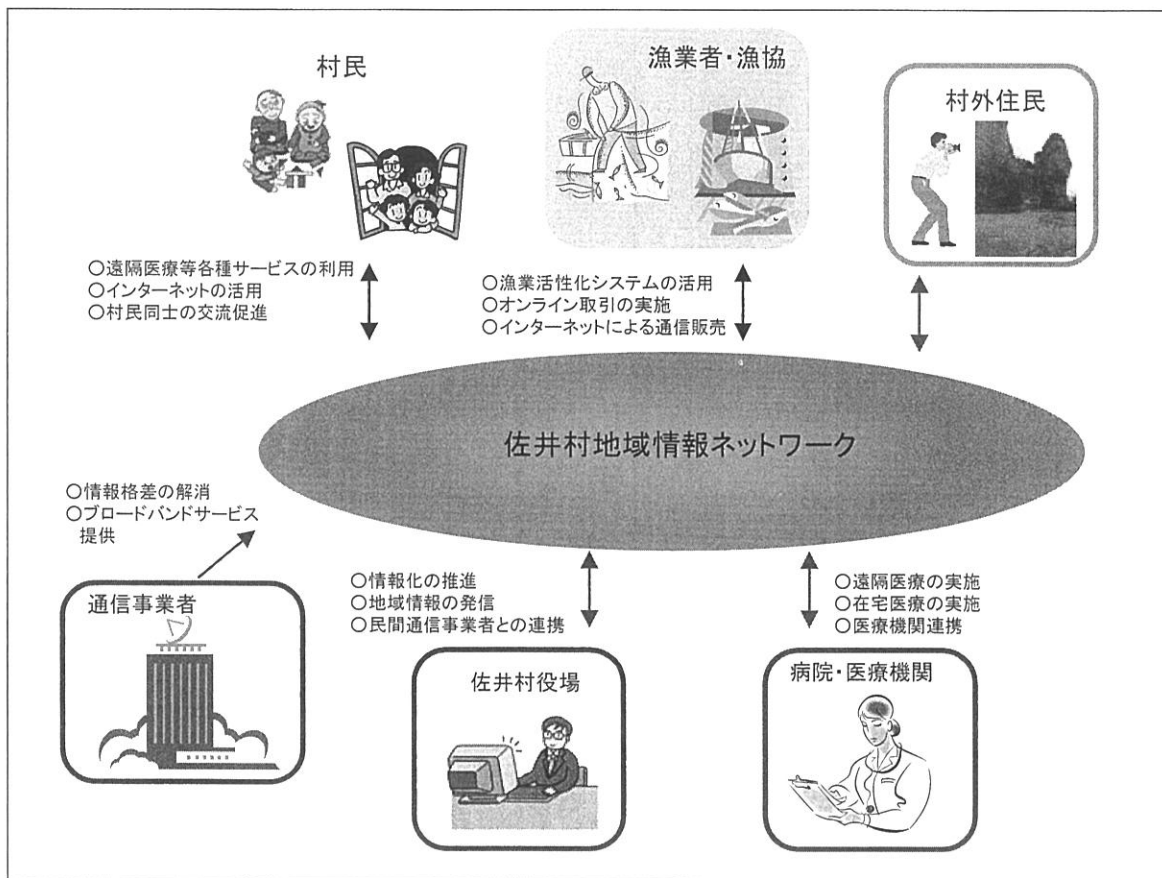 村民
漁業者・漁協
村外住民
○遠隔医療等各種サービスの利用
○インターネットの活用
○村民同士の交流促進
○漁業活性化システムの活用
○オンライン取引の実施
○インターネットによる通信販売
佐井村地域情報ネットワーク
○情報格差の解消
○ブロードバンドサービス
提供
通信事業者
○情報化の推進
○地域情報の発信
○民間通信事業者との連携
佐井村役場
○遠隔医療の実施
○在宅医療の実施
○医療機関連携
病院・医療機関